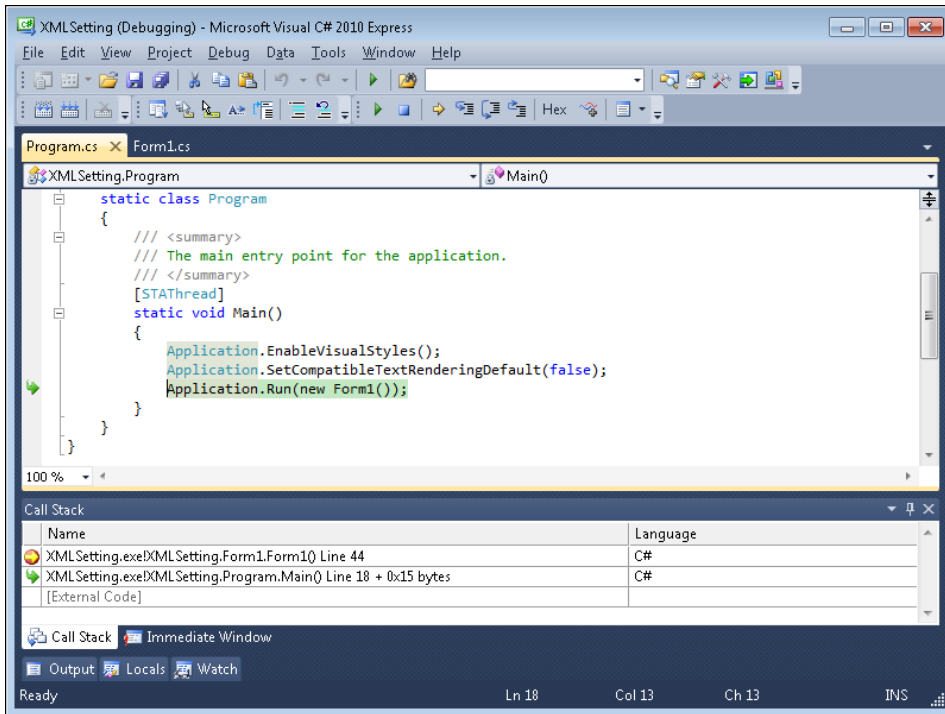 XMLSetting (Debugging) - Microsoft Visual C# 2010 Express
File Edit View Project Debug Data Tools Window Help
Hex
Program.cs Form1.cs
XMLSetting.Program Main()
static class Program
{
/// <summary>
/// The main entry point for the application.
/// </summary>
[STAThread]
static void Main()
{
Application.EnableVisualStyles();
Application.SetCompatibleTextRenderingDefault(false);
Application.Run(new Form1());
}
}
}
100 %
Call Stack
Name Language
XMLSetting.exe!XMLSetting.Form1.Form1() Line 44 C#
XMLSetting.exe!XMLSetting.Program.Main() Line 18 + 0x15 bytes C#
[External Code]
Call Stack Immediate Window
Output Locals Watch
Ready Ln 18 Col 13 Ch 13 INS